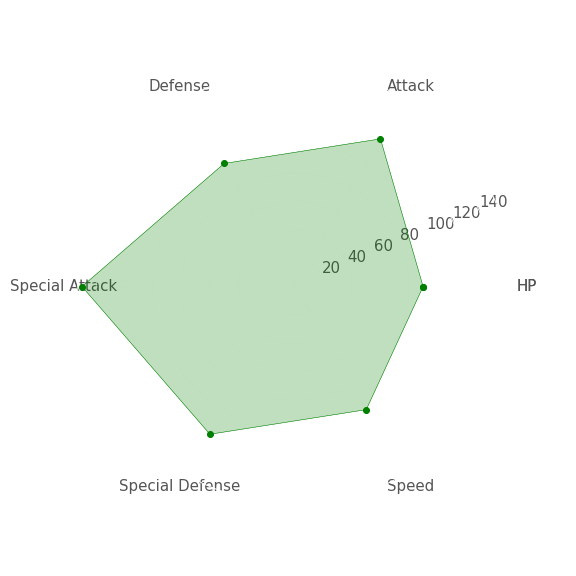 Defense
Attack
140
120
100
80
60
40
20
Special Attack
HP
Special Defense
Speed